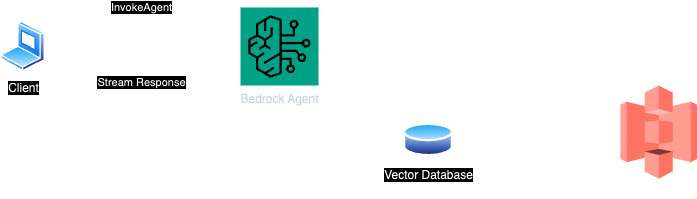 InvokeAgent
Client
Stream Response
Bedrock Agent
Vector Database